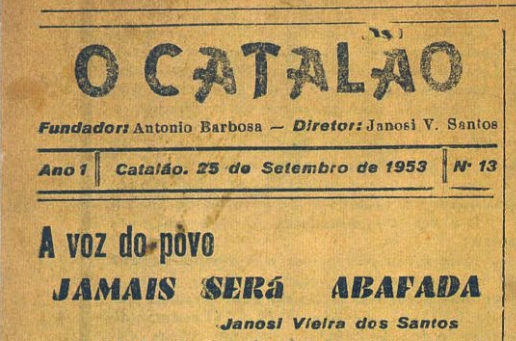 O CATALÃO
Fundador: Antonio Barbosa — Diretor: Janosi V. Santos
Ano 1 Catalão. 25 de Setembro de 1953 Nº 13
A voz do povo
JAMAIS SERá ABAFADA
Janosi Vieira dos Santos